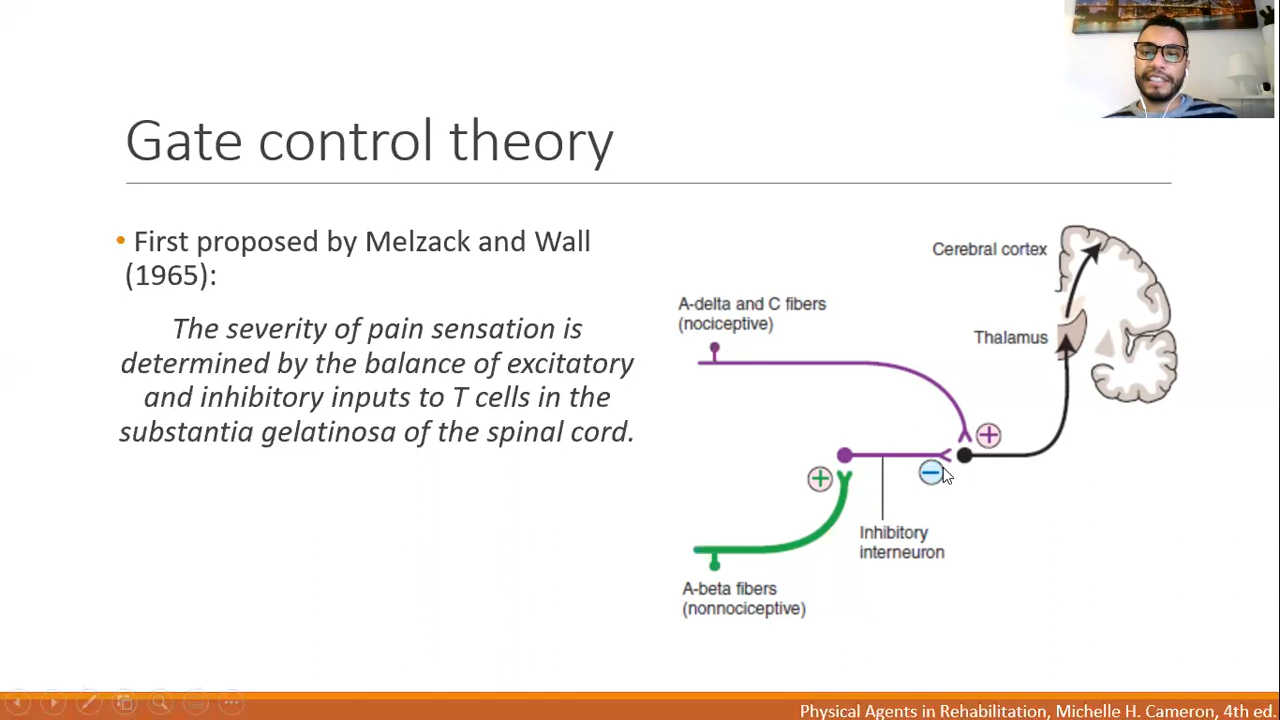 Gate control theory
• First proposed by Melzack and Wall
(1965):
The severity of pain sensation is
determined by the balance of excitatory
and inhibitory inputs to T cells in the
substantia gelatinosa of the spinal cord.
Cerebral cortex
A-delta and C fibers
(nociceptive)
Thalamus
+
+
−
Inhibitory
interneuron
A-beta fibers
(nonnociceptive)
Physical Agents in Rehabilitation, Michelle H. Cameron, 4th ed.